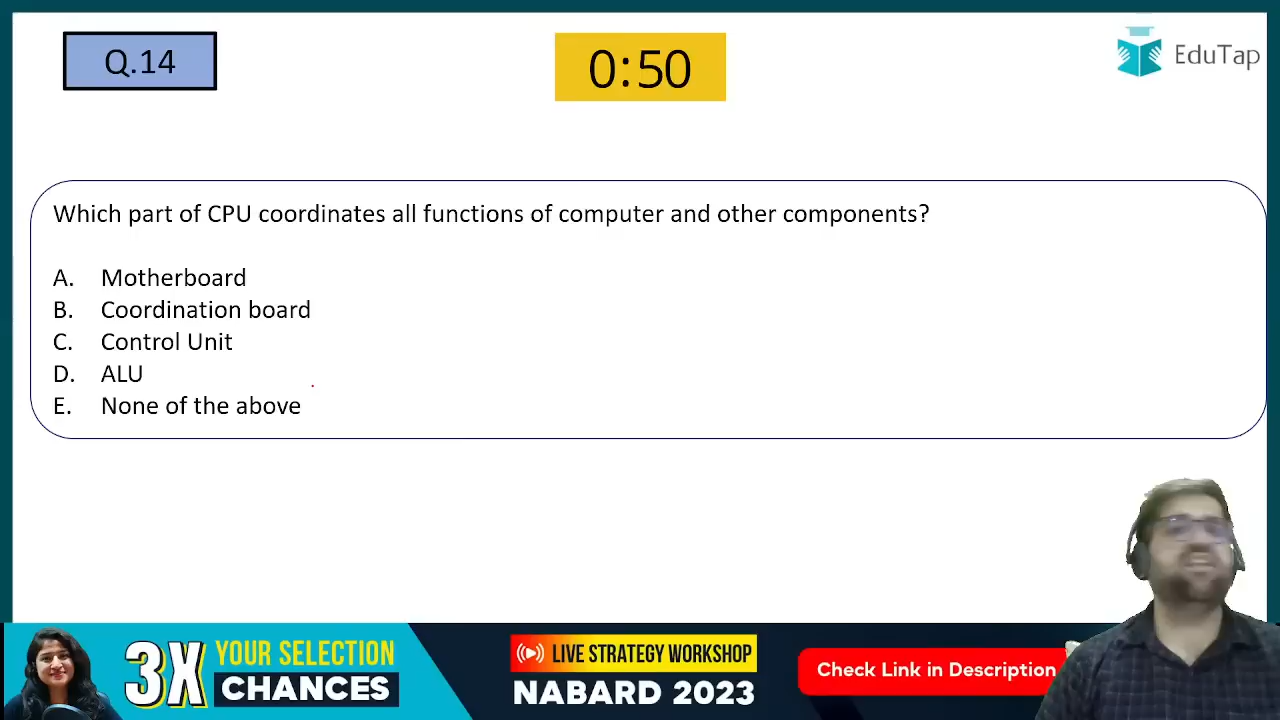 Q.14
0:50
EduTap
Which part of CPU coordinates all functions of computer and other components?
A. Motherboard
B. Coordination board
C. Control Unit
D. ALU
E. None of the above
3X YOUR SELECTION
CHANCES
LIVE STRATEGY WORKSHOP
NABARD 2023
Check Link in Description